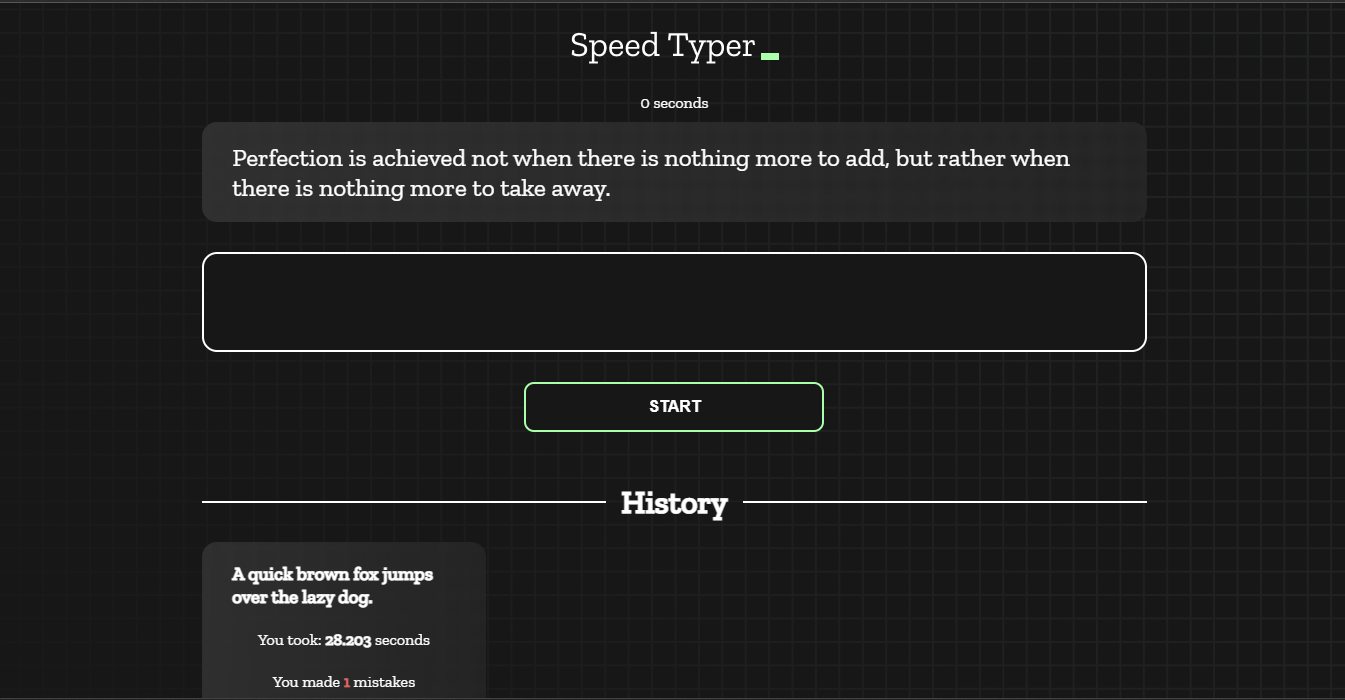 Speed Typer
0 seconds
Perfection is achieved not when there is nothing more to add, but rather when
there is nothing more to take away.
START
History
A quick brown fox jumps
over the lazy dog.
You took: 28.203 seconds
You made 1 mistakes